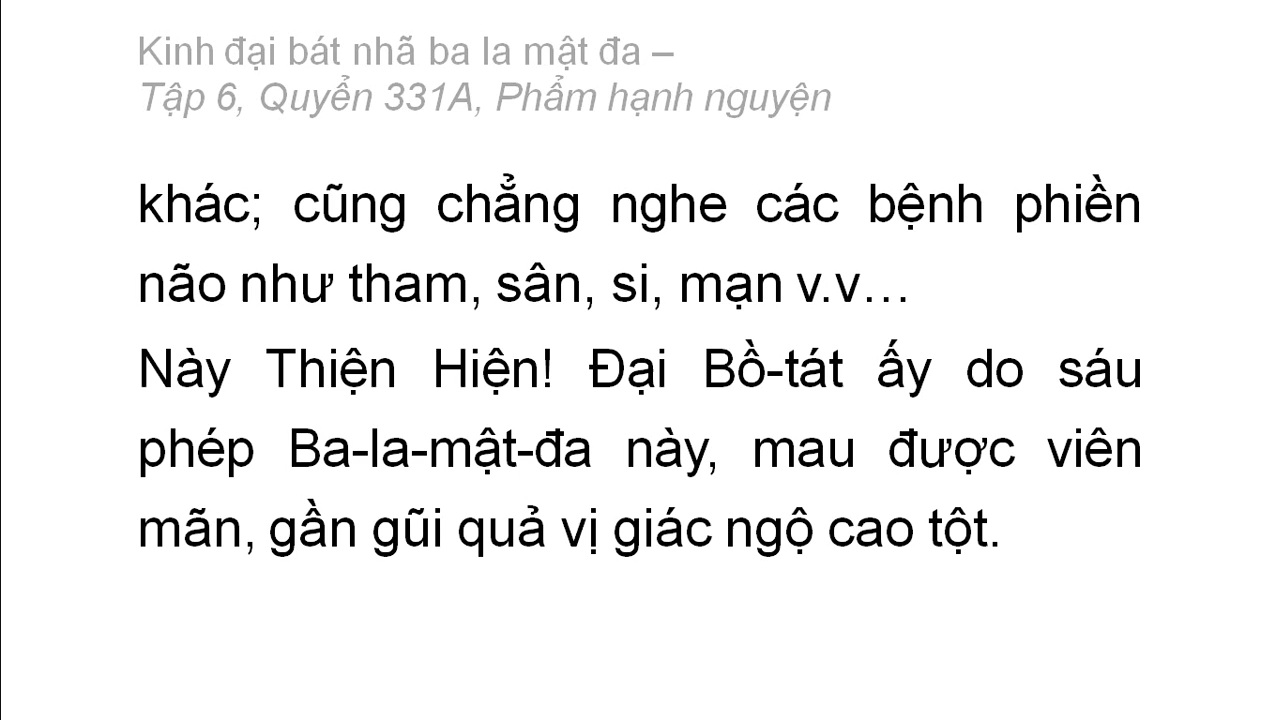 Kinh đại bát nhã ba la mật đa –
Tập 6, Quyển 331A, Phẩm hạnh nguyện
khác; cũng chẳng nghe các bệnh phiền
não như tham, sân, si, mạn v.v…
Này Thiện Hiện! Đại Bồ-tát ấy do sáu
phép Ba-la-mật-đa này, mau được viên
mãn, gần gũi quả vị giác ngộ cao tột.